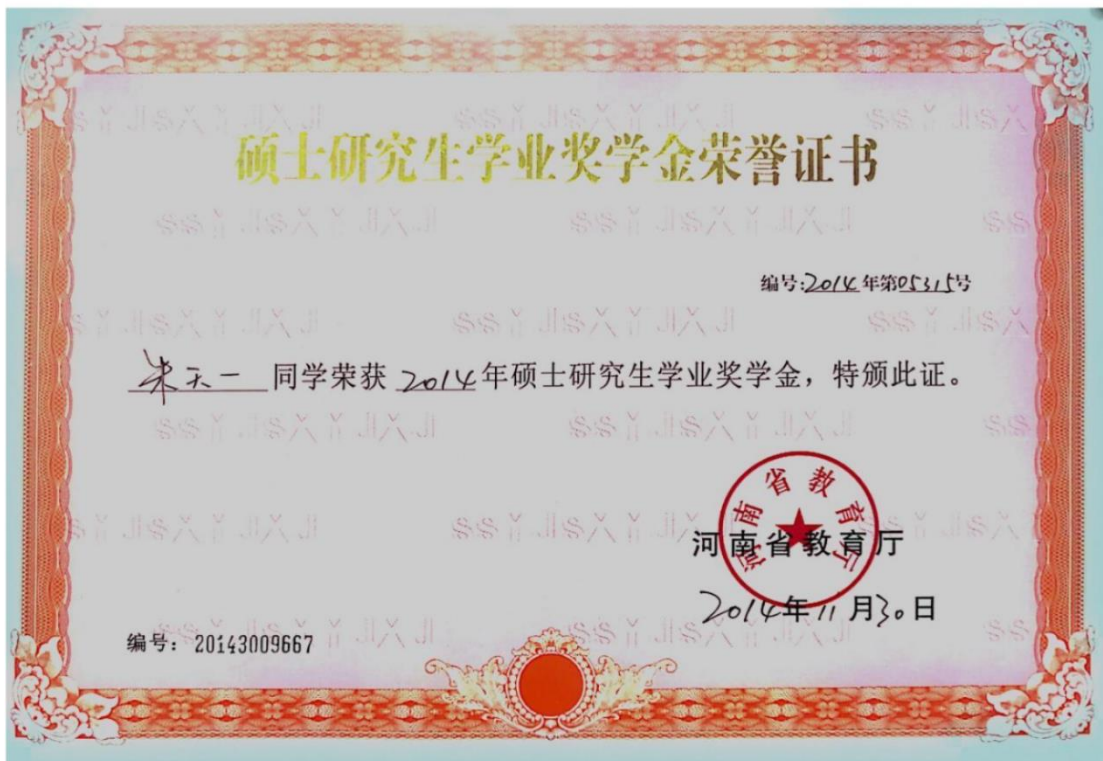 硕士研究生学业奖学金荣誉证书
编号:2014年第05315号
朱天一 同学荣获 2014年硕士研究生学业奖学金，特颁此证。
河南省教育厅
河南省教育厅
2014年11月30日
编号：20143009667